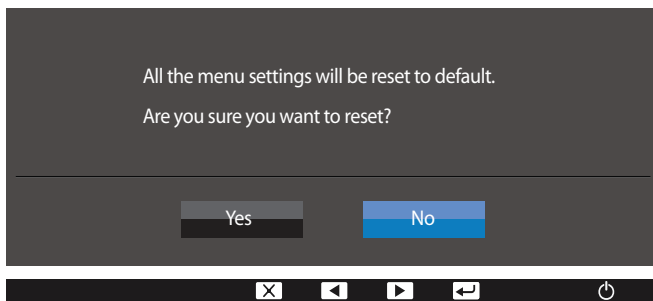 All the menu settings will be reset to default.
Are you sure you want to reset?
Yes No